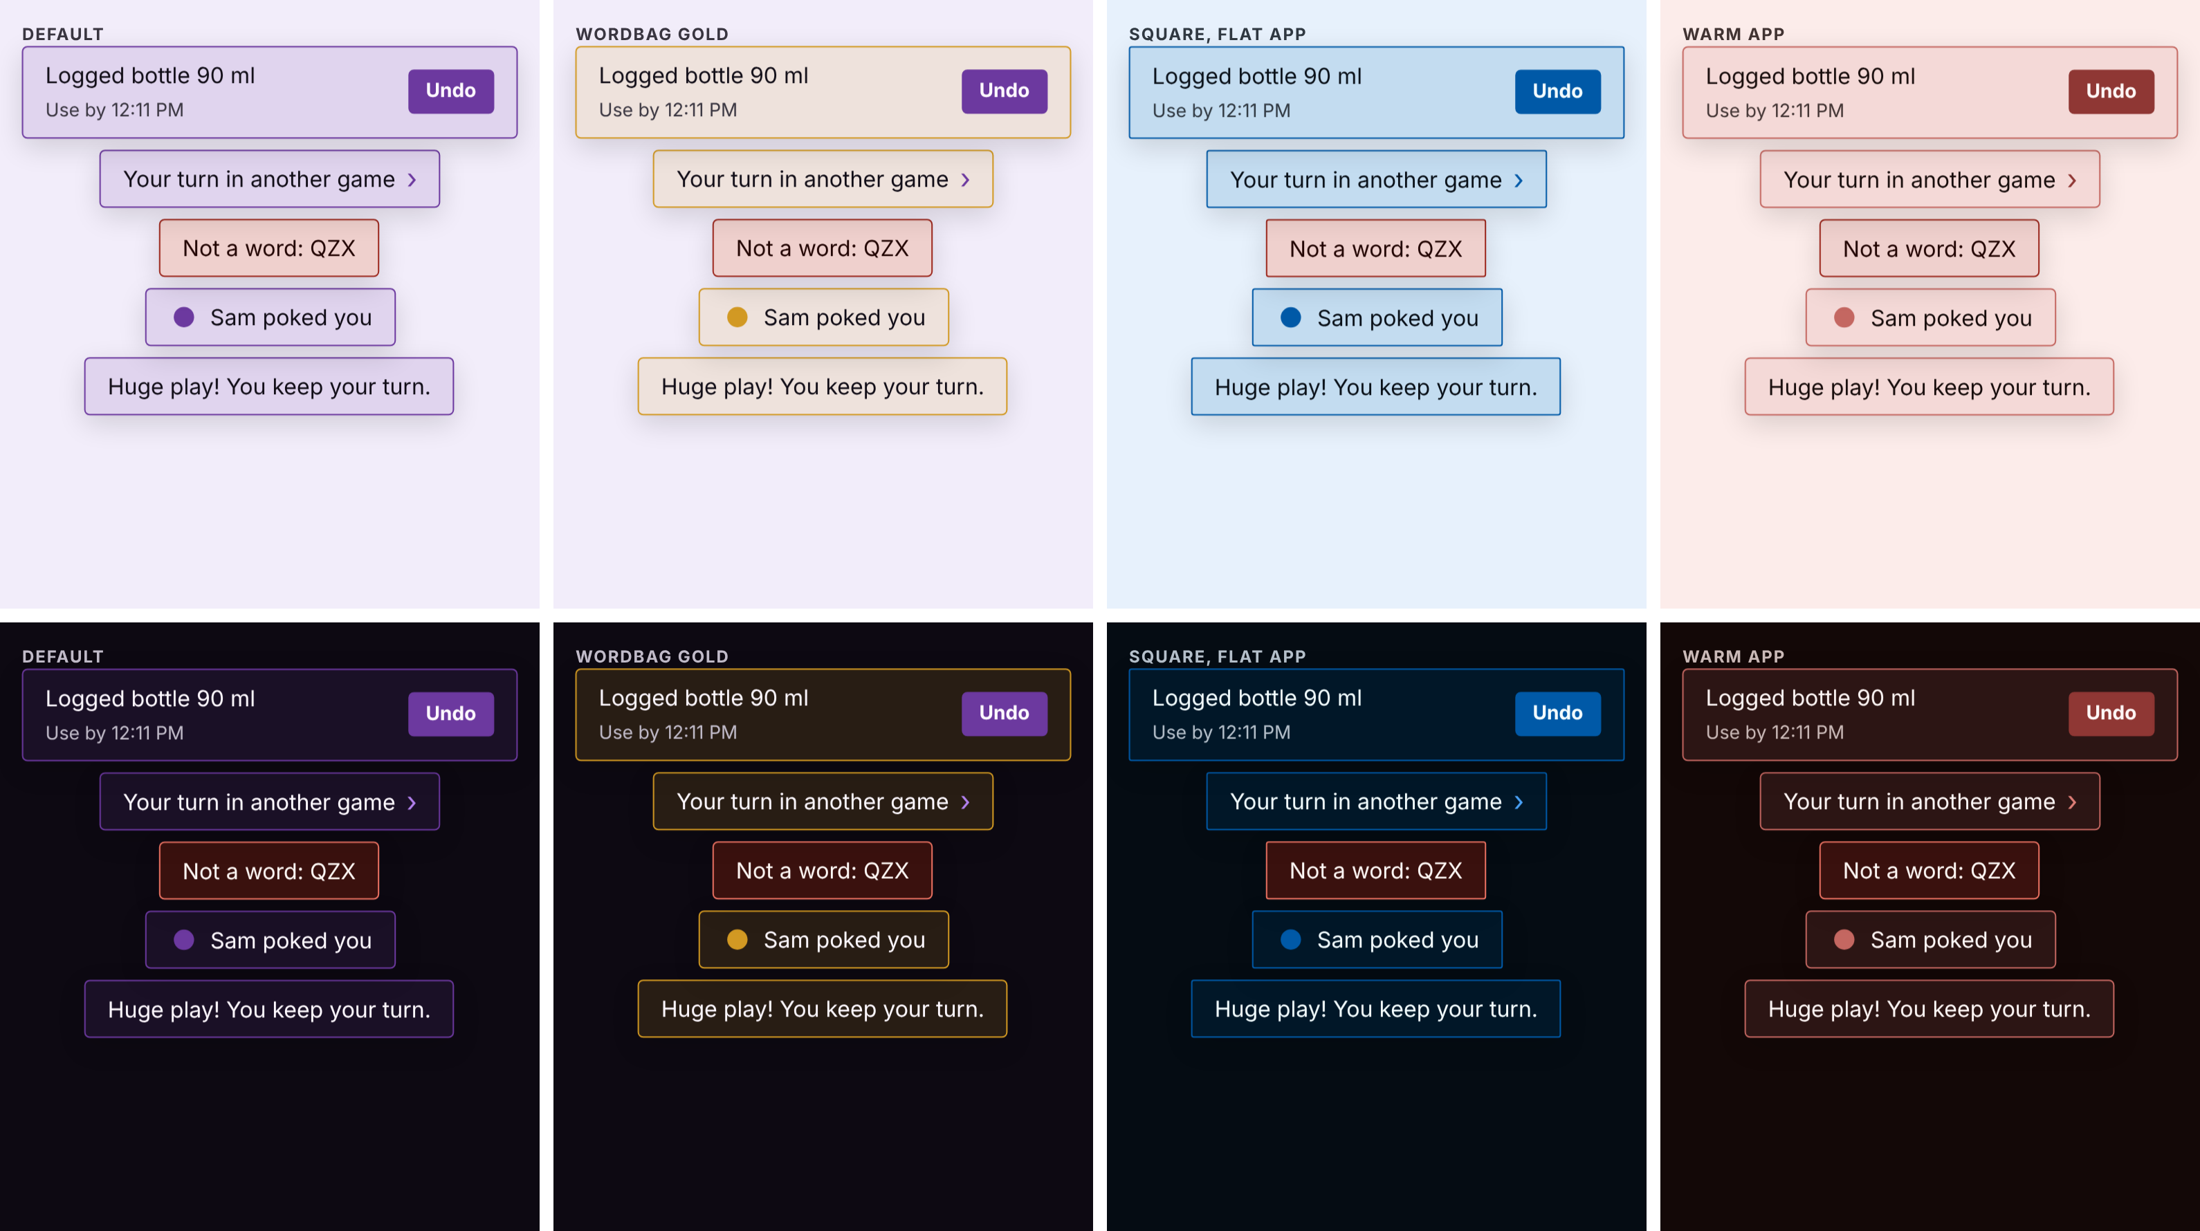 DEFAULT
Logged bottle 90 ml
Use by 12:11 PM
Undo
Your turn in another game ›
Not a word: QZX
Sam poked you
Huge play! You keep your turn.
WORDBAG GOLD
Logged bottle 90 ml
Use by 12:11 PM
Undo
Your turn in another game ›
Not a word: QZX
Sam poked you
Huge play! You keep your turn.
SQUARE, FLAT APP
Logged bottle 90 ml
Use by 12:11 PM
Undo
Your turn in another game ›
Not a word: QZX
Sam poked you
Huge play! You keep your turn.
WARM APP
Logged bottle 90 ml
Use by 12:11 PM
Undo
Your turn in another game ›
Not a word: QZX
Sam poked you
Huge play! You keep your turn.
DEFAULT
Logged bottle 90 ml
Use by 12:11 PM
Undo
Your turn in another game ›
Not a word: QZX
Sam poked you
Huge play! You keep your turn.
WORDBAG GOLD
Logged bottle 90 ml
Use by 12:11 PM
Undo
Your turn in another game ›
Not a word: QZX
Sam poked you
Huge play! You keep your turn.
SQUARE, FLAT APP
Logged bottle 90 ml
Use by 12:11 PM
Undo
Your turn in another game ›
Not a word: QZX
Sam poked you
Huge play! You keep your turn.
WARM APP
Logged bottle 90 ml
Use by 12:11 PM
Undo
Your turn in another game ›
Not a word: QZX
Sam poked you
Huge play! You keep your turn.